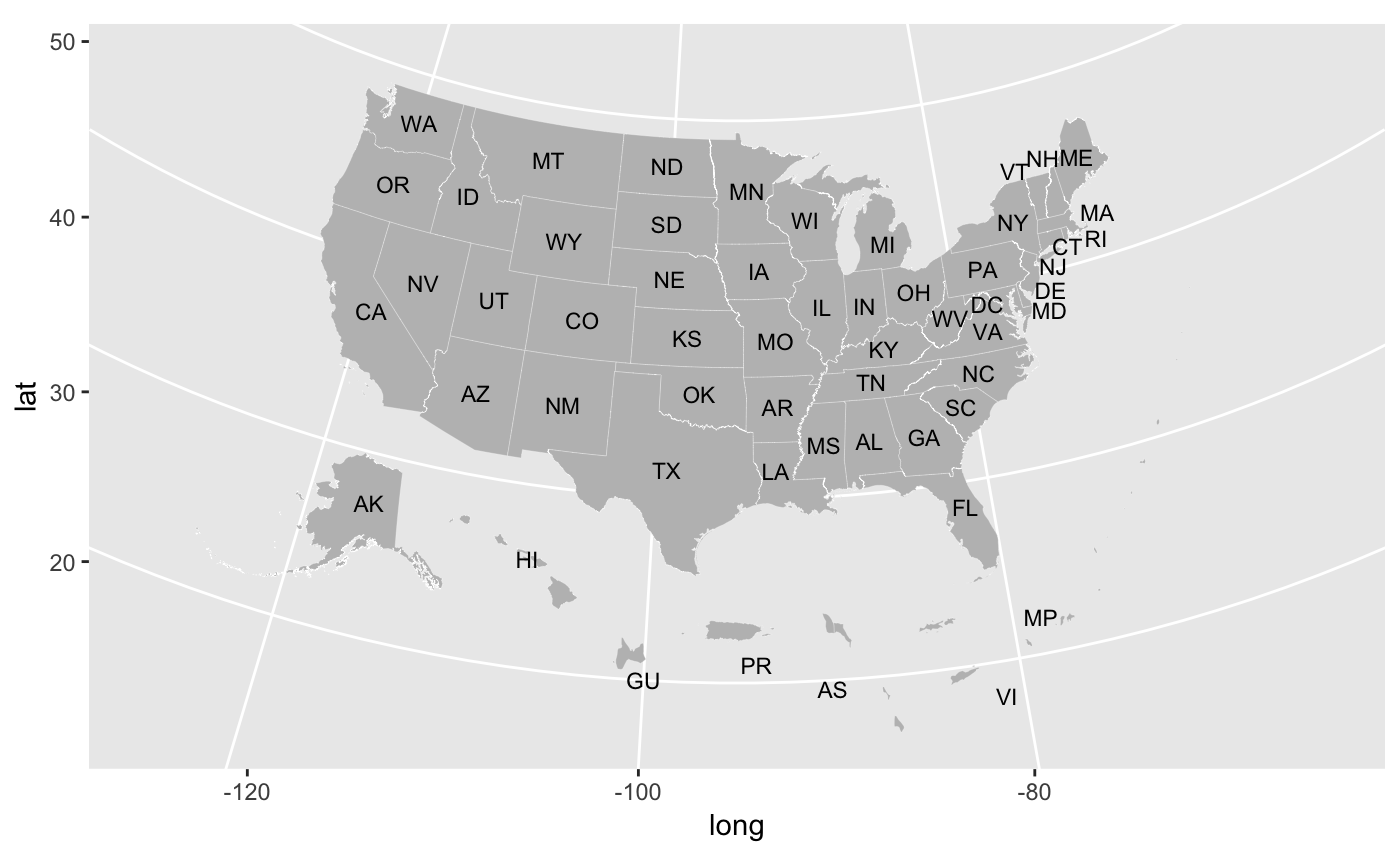 50
40
30
20
lat
WA
MT
ND
OR
ID
MN
VT
NH
ME
WY
SD
WI
MI
NY
MA
RI
CT
NV
UT
NE
IA
PA
NJ
CA
CO
KS
IL
IN
OH
DE
MD
DC
WV
VA
MO
KY
AZ
NM
OK
AR
TN
NC
SC
MS
AL
GA
TX
LA
FL
AK
HI
MP
GU
PR
AS
VI
-120
-100
-80
long